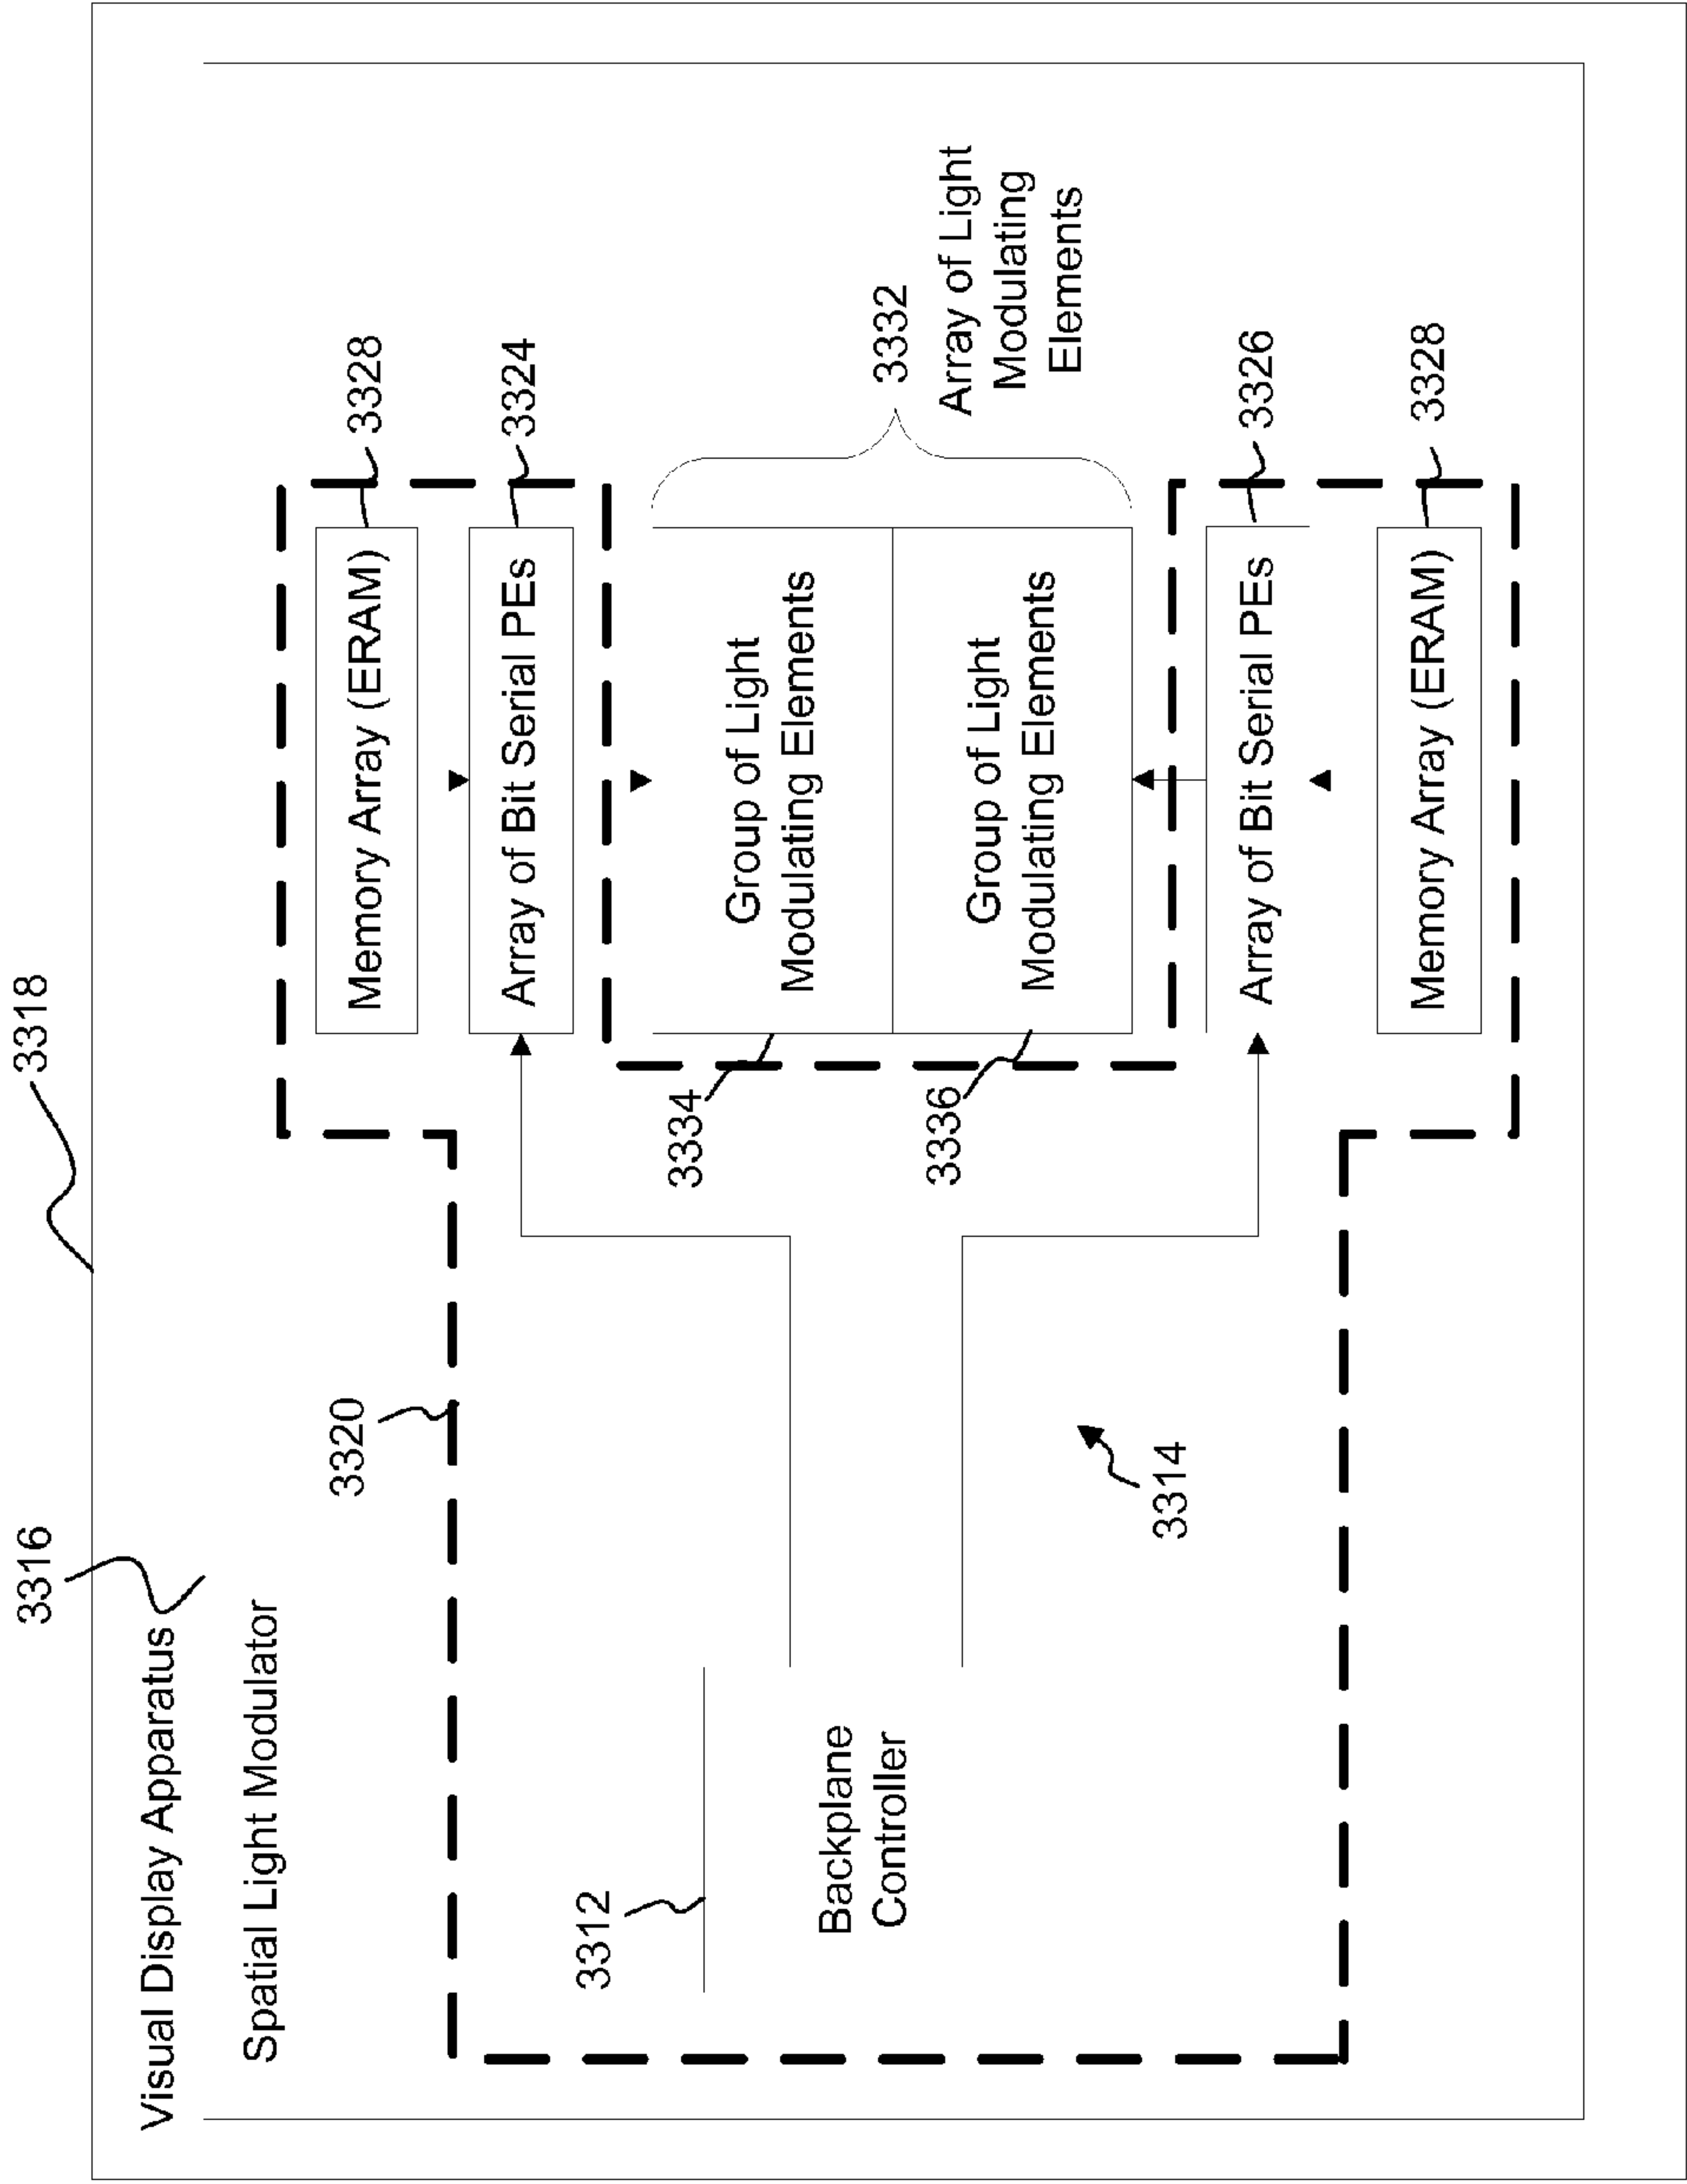 3318
3316
Visual Display Apparatus
Spatial Light Modulator
3320
Memory Array (ERAM)
3328
Array of Bit Serial PEs
3324
3312
Backplane
Controller
3334
Group of Light
Modulating Elements
3332
Array of Light
Modulating
Elements
3336
Group of Light
Modulating Elements
3314
Array of Bit Serial PEs
3326
Memory Array (ERAM)
3328